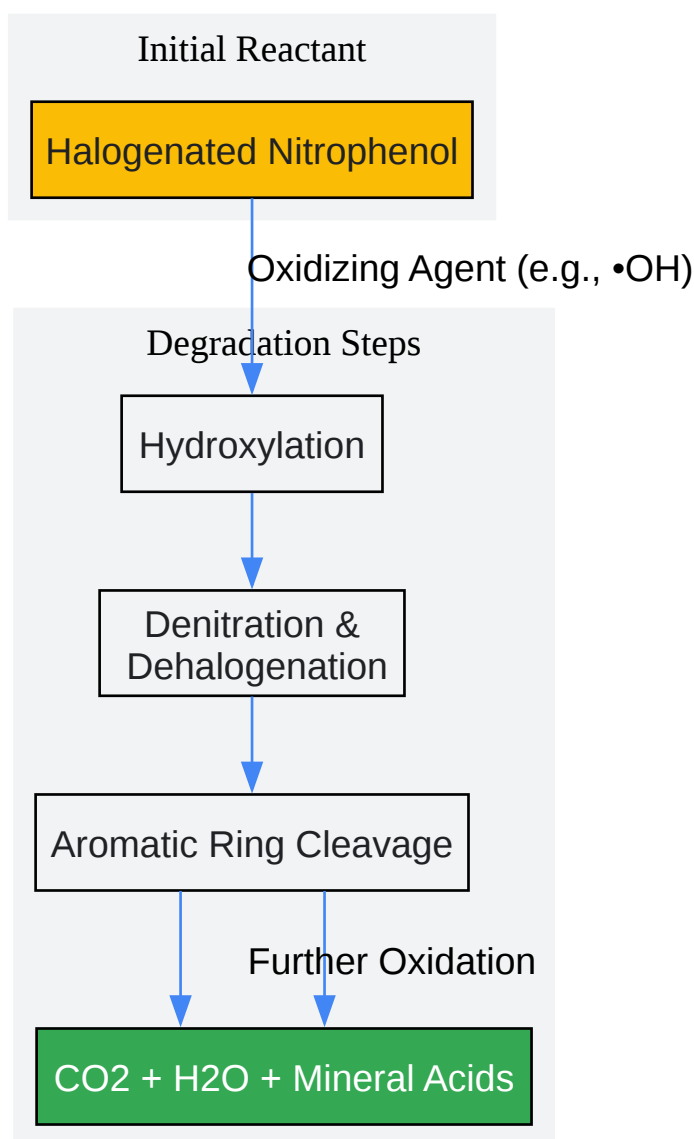 Initial Reactant
Halogenated Nitrophenol
Oxidizing Agent (e.g., •OH)
Degradation Steps
Hydroxylation
Denitration &
Dehalogenation
Aromatic Ring Cleavage
Further Oxidation
CO2 + H2O + Mineral Acids